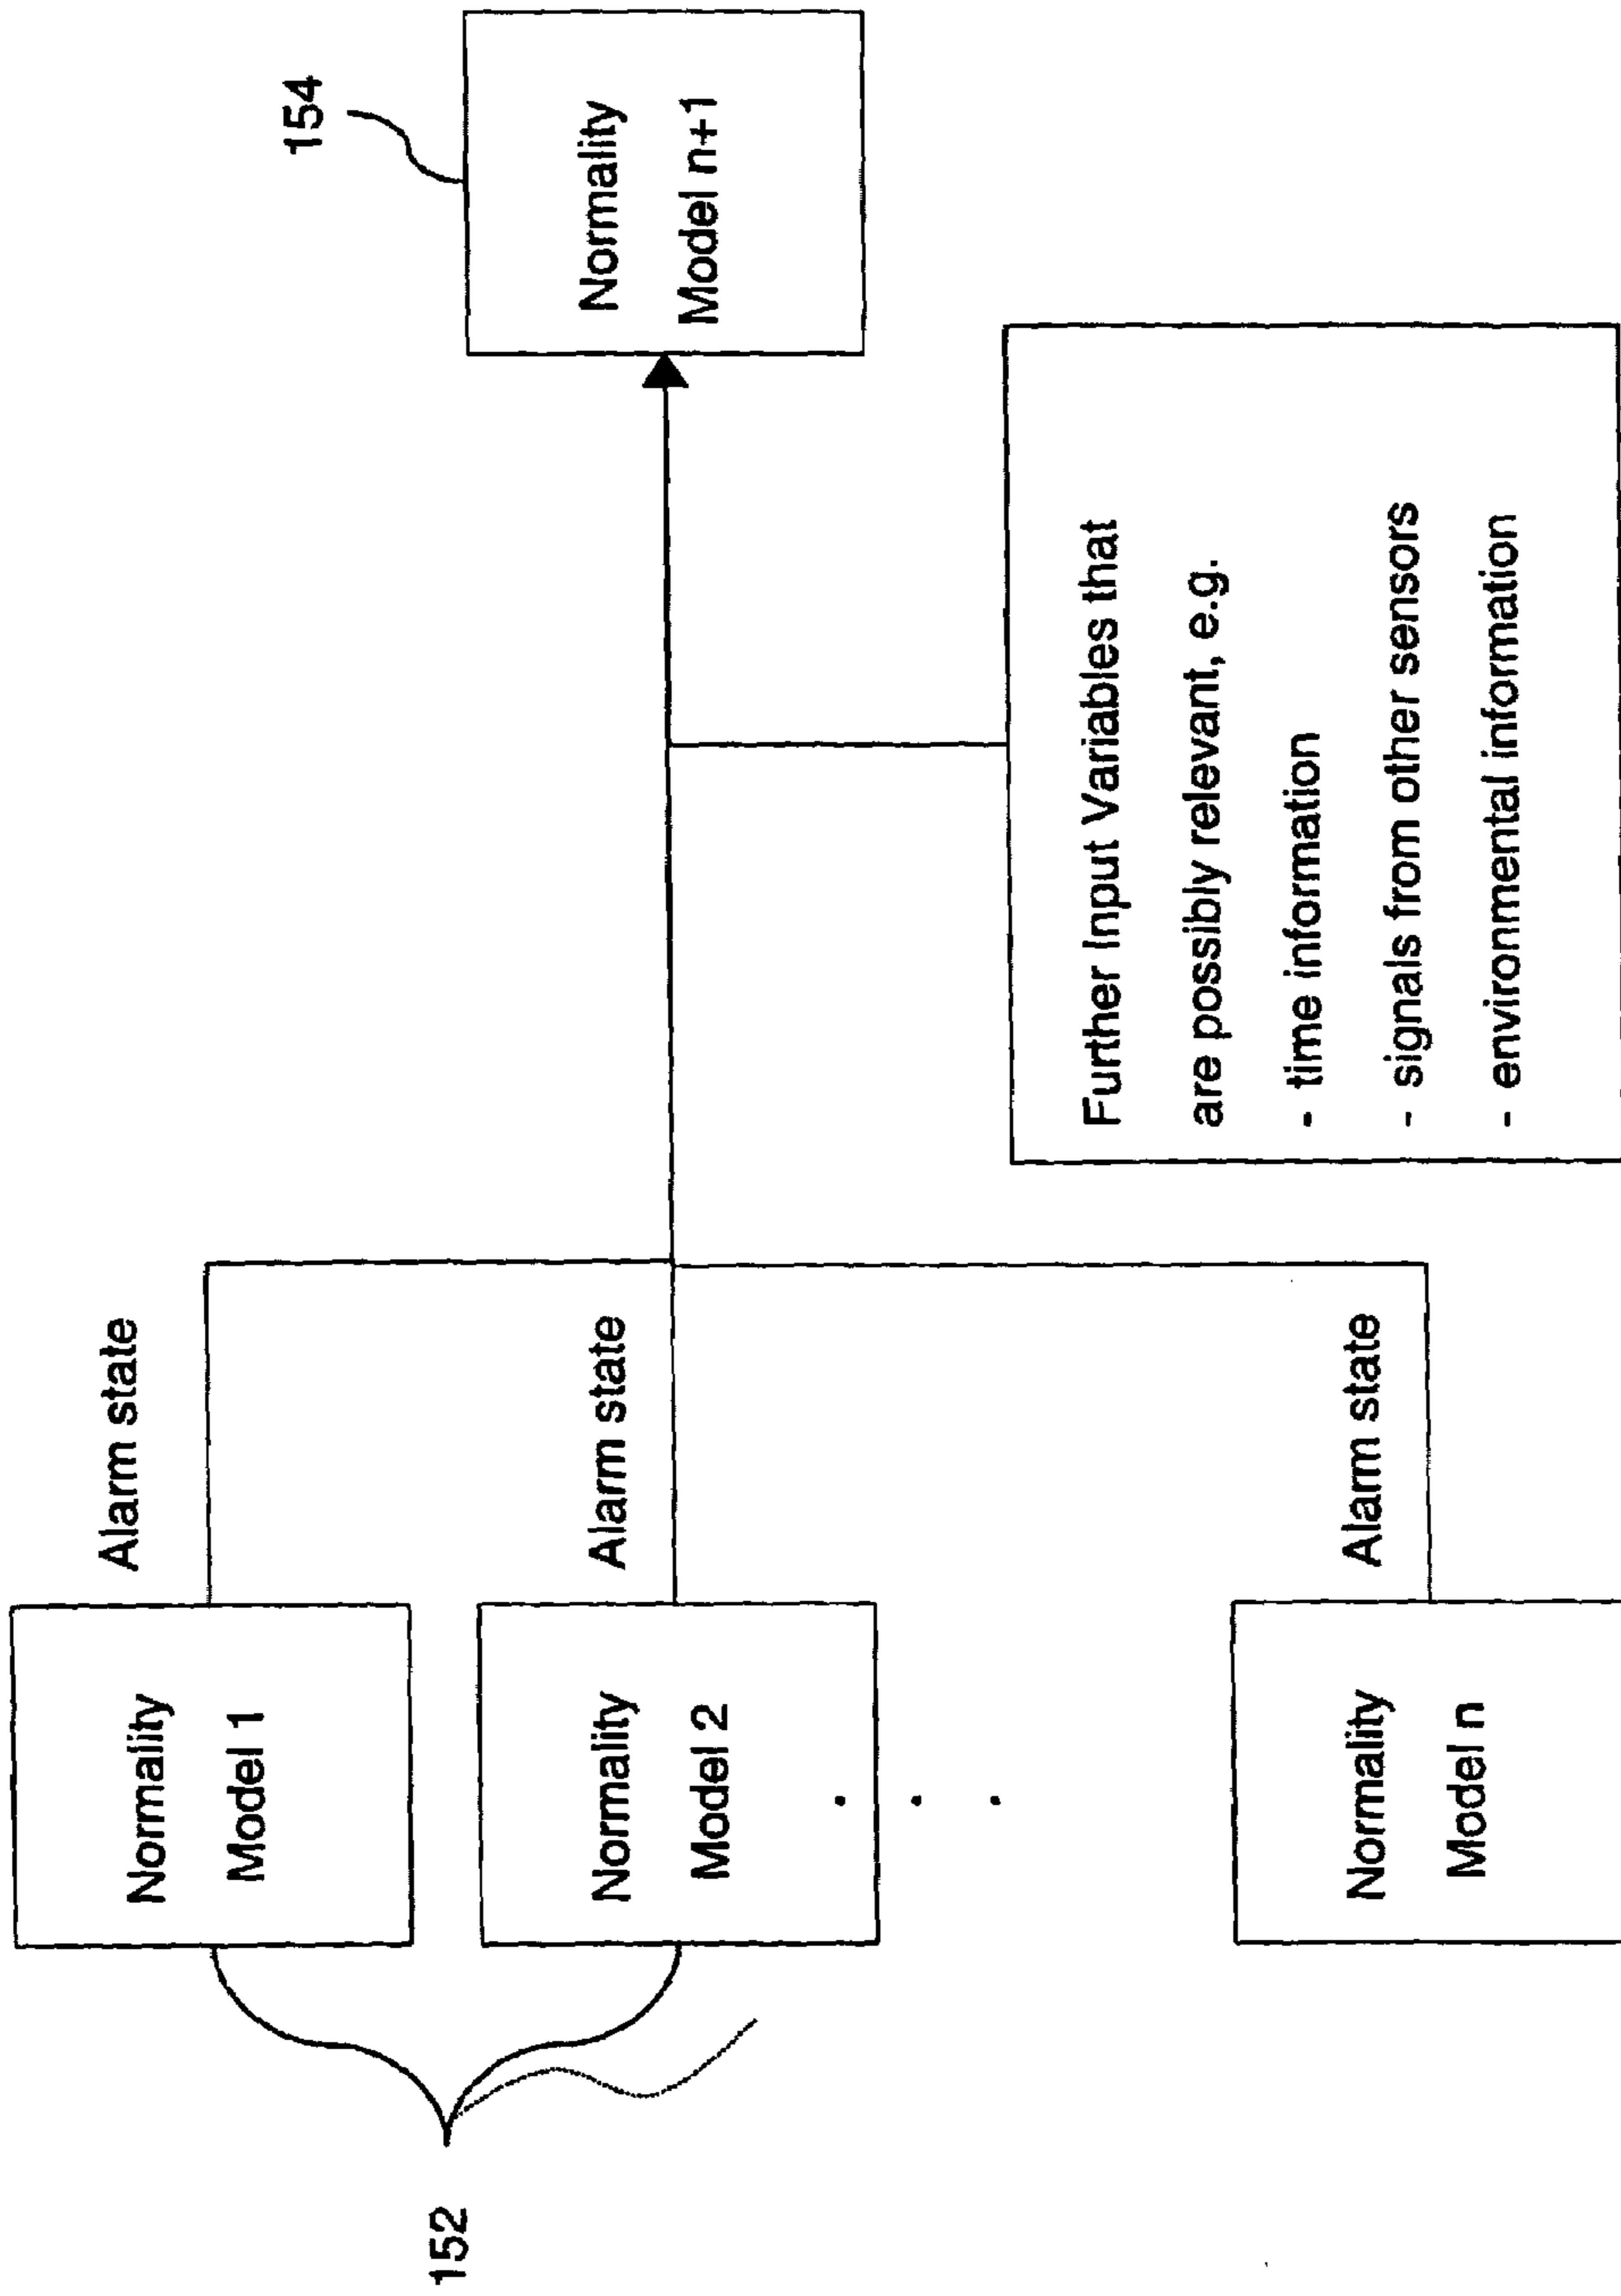 152
Normality
Model 1
Alarm state
Normality
Model 2
Alarm state
. . .
Normality
Model n
Alarm state
154
Normality
Model n+1
Further Input Variables that
are possibly relevant, e.g.
- time information
- signals from other sensors
- environmental information